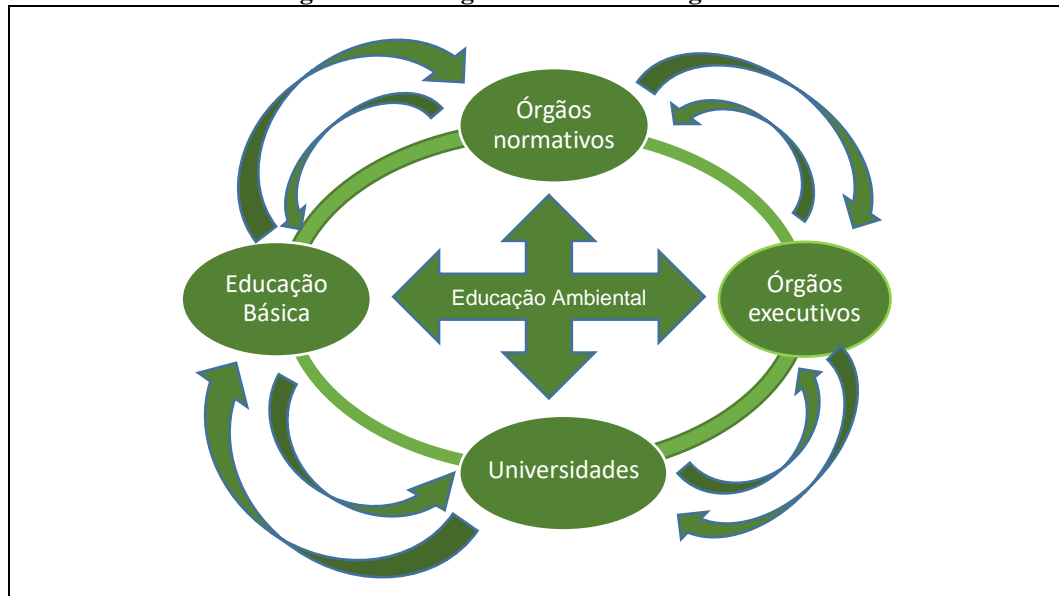 Órgãos
normativos
Educação
Básica
Educação Ambiental
Órgãos
executivos
Universidades